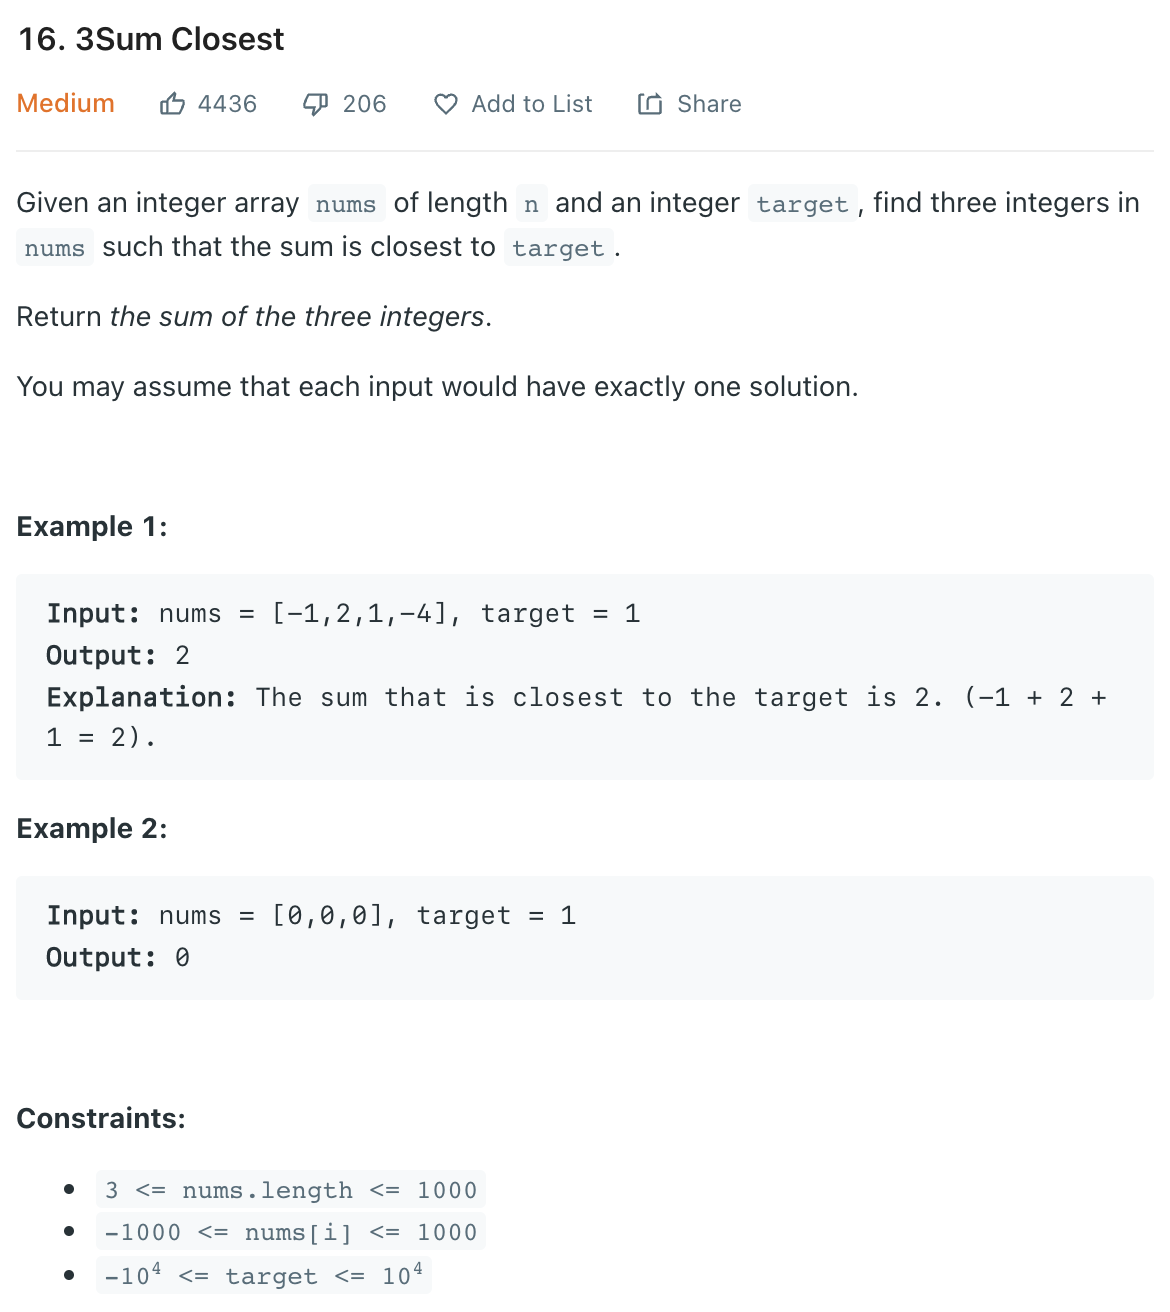 16. 3Sum Closest
Medium 4436 206 Add to List Share
Given an integer array nums of length n and an integer target, find three integers in
nums such that the sum is closest to target.
Return the sum of the three integers.
You may assume that each input would have exactly one solution.
Example 1:
Input: nums = [-1,2,1,-4], target = 1
Output: 2
Explanation: The sum that is closest to the target is 2. (-1 + 2 +
1 = 2).
Example 2:
Input: nums = [0,0,0], target = 1
Output: 0
Constraints:
• 3 <= nums.length <= 1000
• -1000 <= nums[i] <= 1000
• -10⁴ <= target <= 10⁴